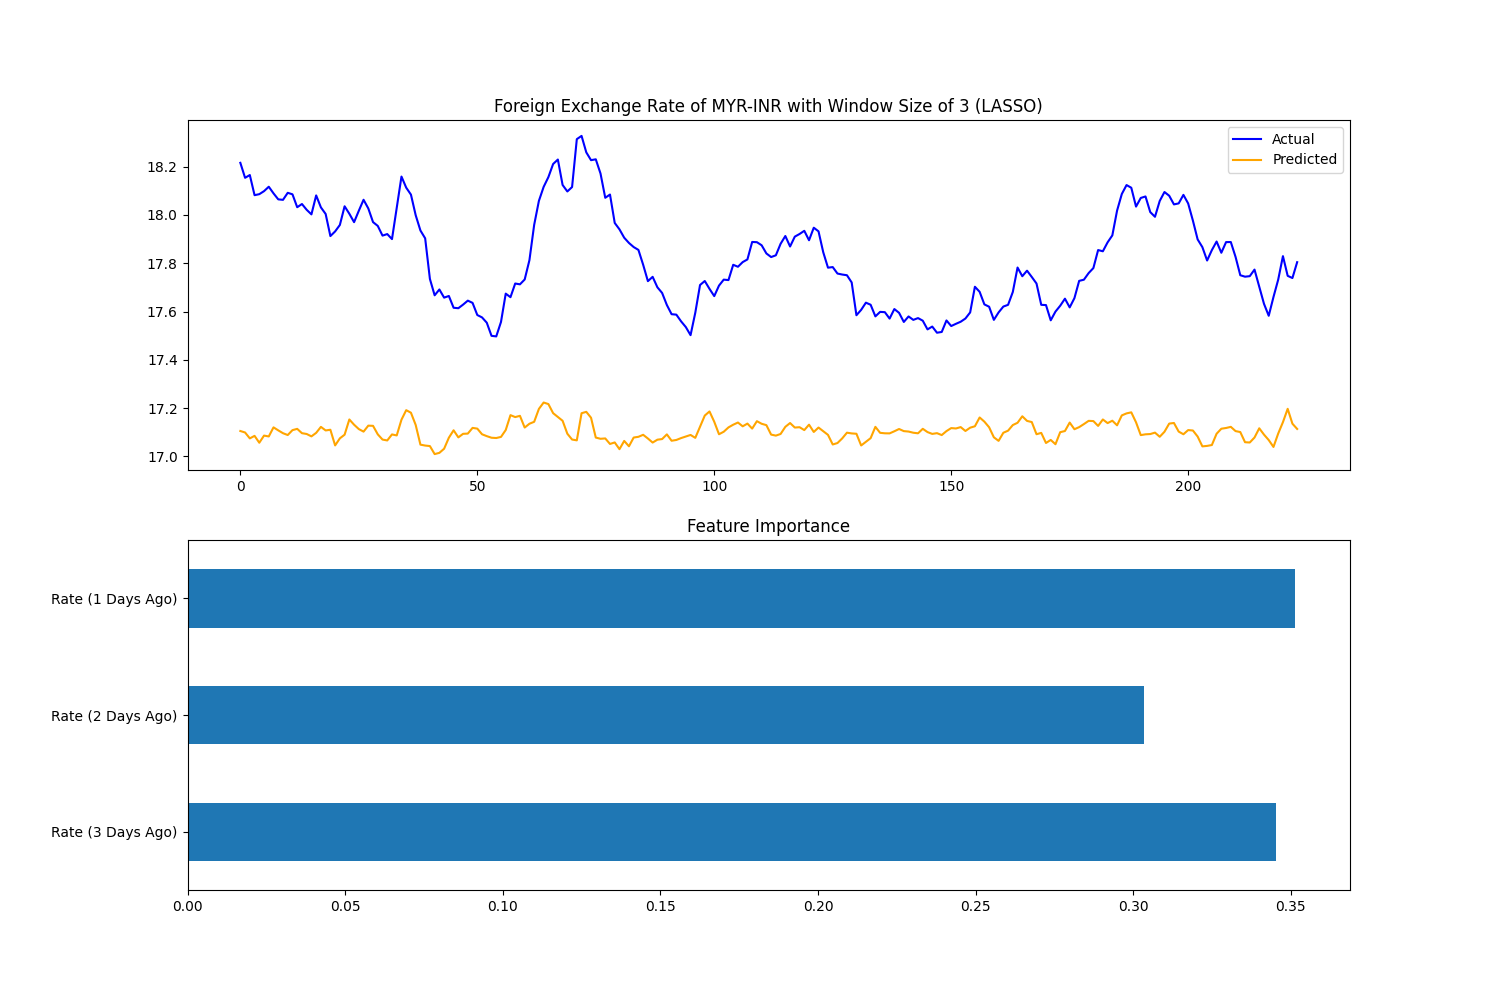 Foreign Exchange Rate of MYR-INR with Window Size of 3 (LASSO)
Actual
Predicted
18.2
18.0
17.8
17.6
17.4
17.2
17.0
0 50 100 150 200
Feature Importance
Rate (1 Days Ago)
Rate (2 Days Ago)
Rate (3 Days Ago)
0.00 0.05 0.10 0.15 0.20 0.25 0.30 0.35